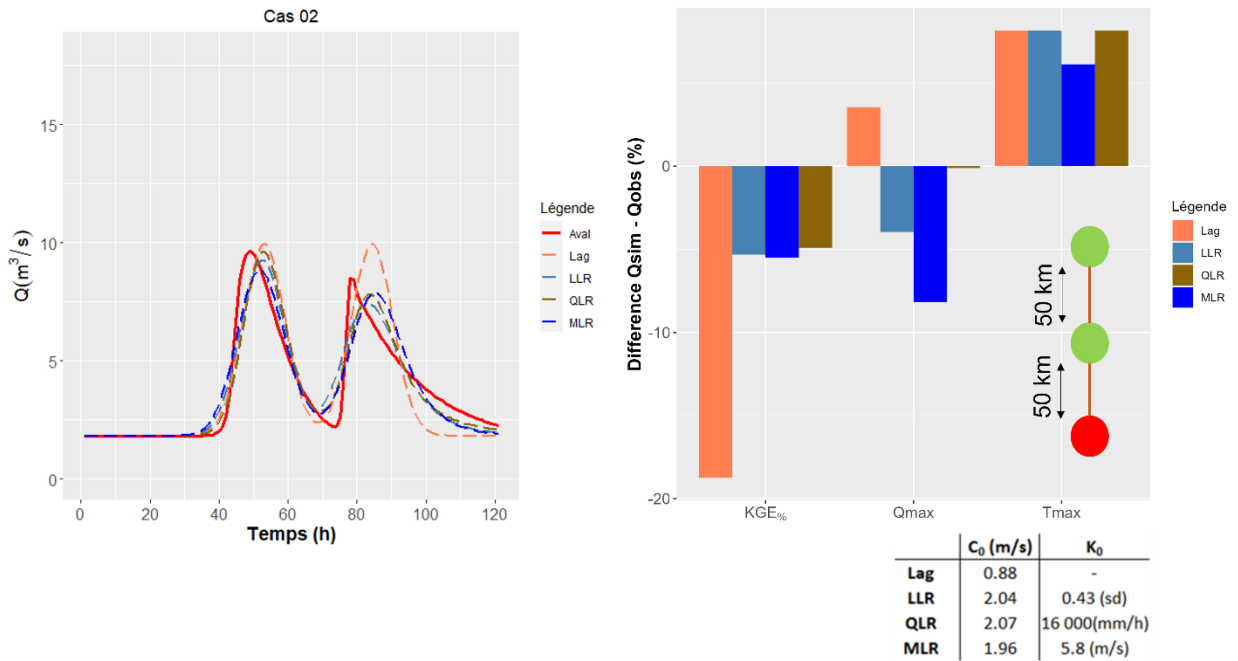 Cas 02
Q(m³/s)
15
10
5
0
0 20 40 60 80 100 120
Temps (h)
Légende
Aval
Lag
LLR
QLR
MLR
Difference Qsim - Qobs (%)
0
-10
-20
KGE% Qmax Tmax
50 km
50 km
Légende
Lag
LLR
QLR
MLR
C₀ (m/s) K₀
Lag 0.88 -
LLR 2.04 0.43 (sd)
QLR 2.07 16 000(mm/h)
MLR 1.96 5.8 (m/s)